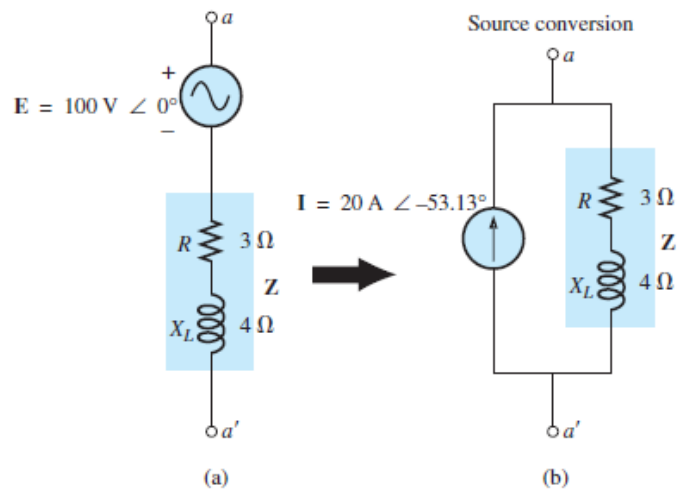 a
+
E = 100 V ∠ 0°
−
R
3 Ω
Z
X_L
4 Ω
a′
(a)
Source conversion
a
I = 20 A ∠ –53.13°
R
3 Ω
Z
X_L
4 Ω
a′
(b)